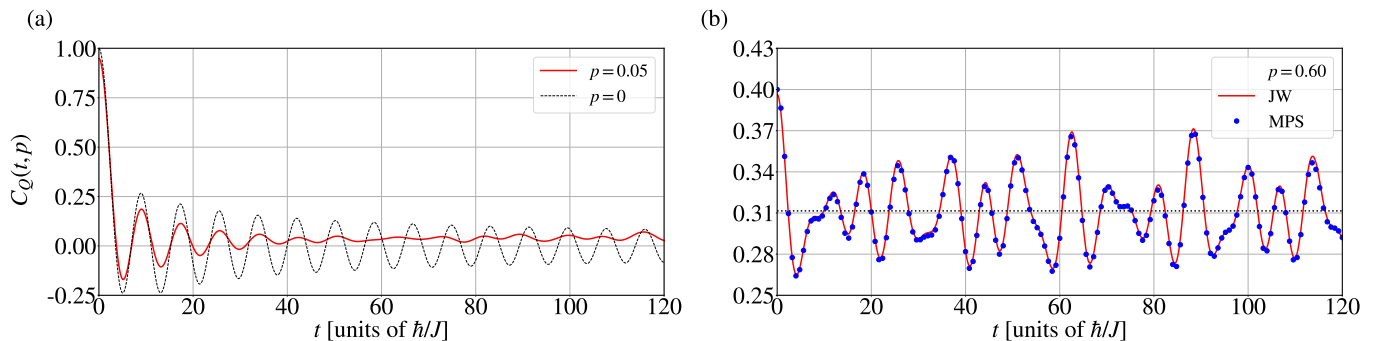 (a)
1.00
0.75
0.50
0.25
0.00
-0.25
C_Q(t, p)
p = 0.05
p = 0
0 20 40 60 80 100 120
t [units of ħ/J]
(b)
0.43
0.40
0.37
0.34
0.31
0.28
0.25
p = 0.60
JW
MPS
0 20 40 60 80 100 120
t [units of ħ/J]